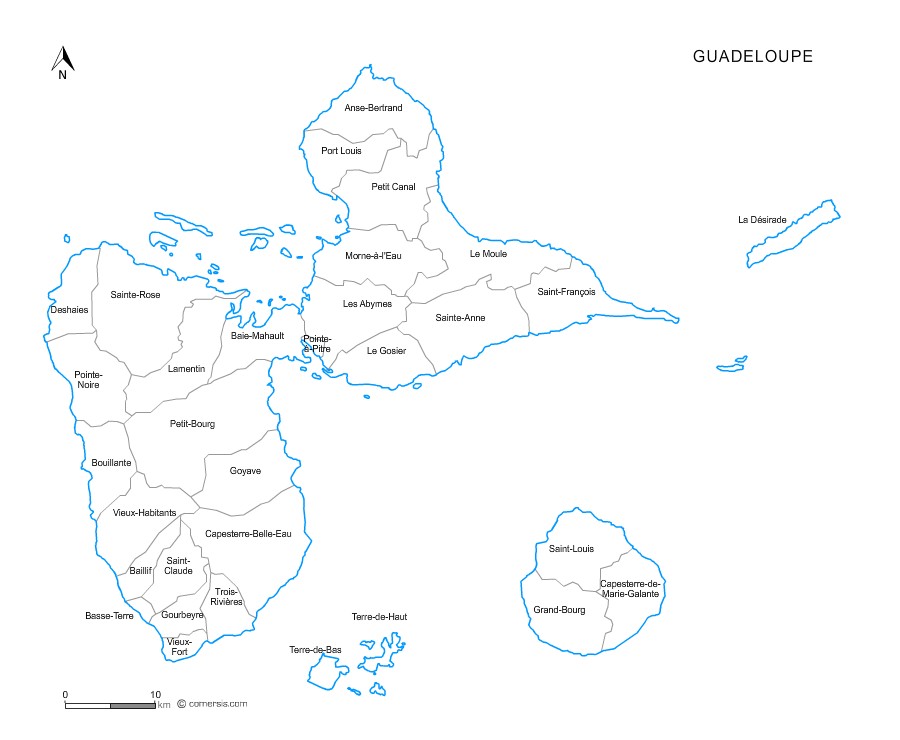 GUADELOUPE
N
Anse-Bertrand
Port Louis
Petit Canal
La Désirade
Morne-à-l'Eau
Le Moule
Sainte-Rose
Saint-François
Les Abymes
Deshaies
Sainte-Anne
Baie-Mahault
Pointe-
à-Pitre
Le Gosier
Lamentin
Pointe-
Noire
Petit-Bourg
Bouillante
Goyave
Vieux-Habitants
Capesterre-Belle-Eau
Saint-Louis
Baillif
Saint-
Claude
Capesterre-de-
Marie-Galante
Trois-
Rivières
Grand-Bourg
Basse-Terre
Gourbeyre
Terre-de-Haut
Vieux-
Fort
Terre-de-Bas
0 10
km © comersis.com